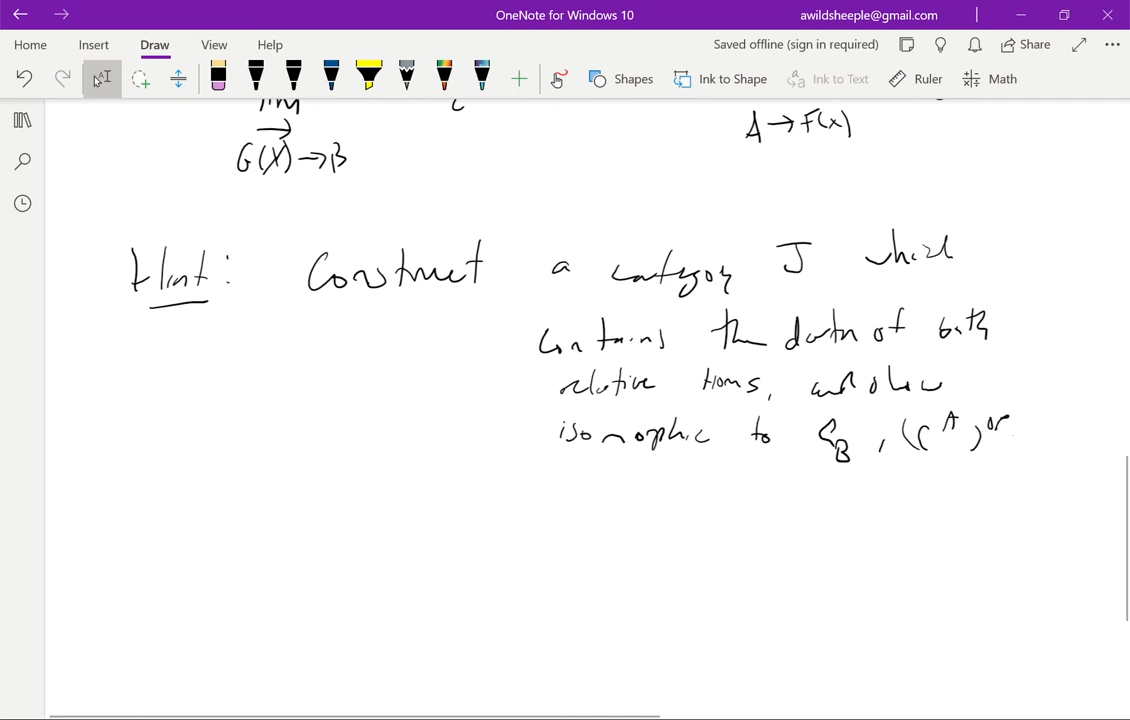 OneNote for Windows 10
awildsheeple@gmail.com
Home Insert Draw View Help
Saved offline (sign in required)
Share
Shapes
Ink to Shape
Ink to Text
Ruler
Math
lim
G(X) → B
A → F(X)
Hint: Construct a category J which
contains the data of both
relative homs, and show
isomorphic to C_B, (C^A)^op